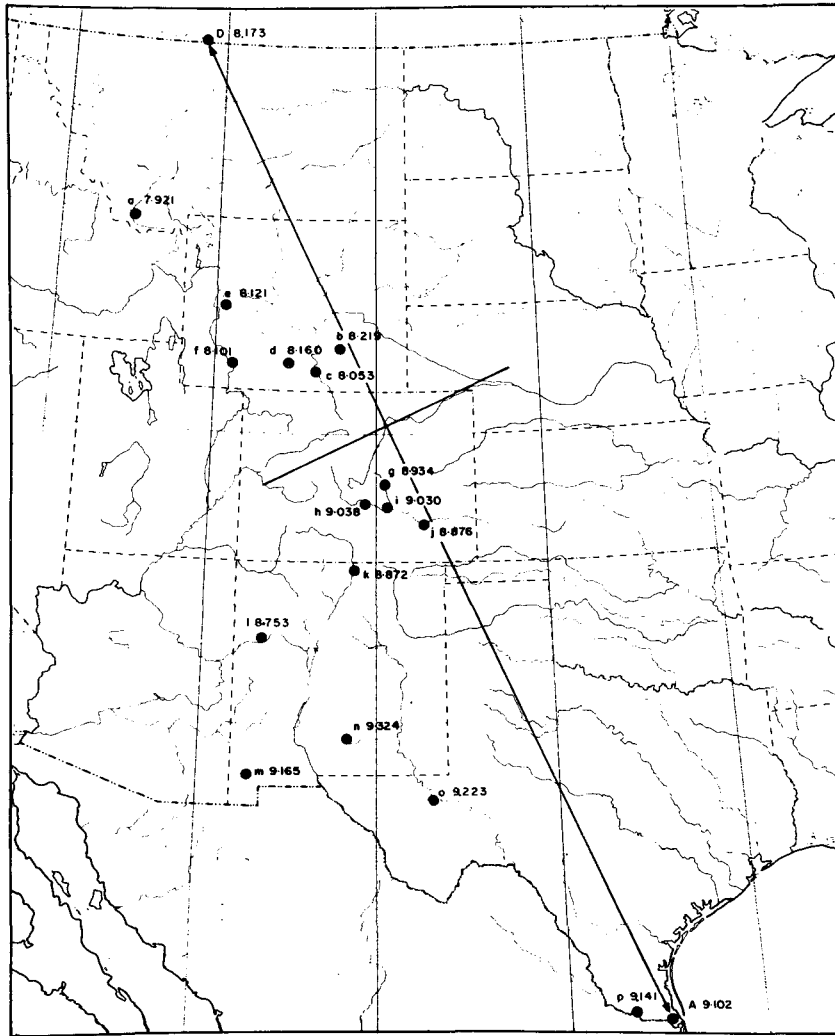 D 8.173
a 7.921
e 8.121
b 8.219
f 8.101
d 8.160
c 8.053
g 8.934
i 9.030
h 9.038
j 8.876
k 8.872
l 8.753
n 9.324
m 9.165
o 9.223
p 9.141
A 9.102